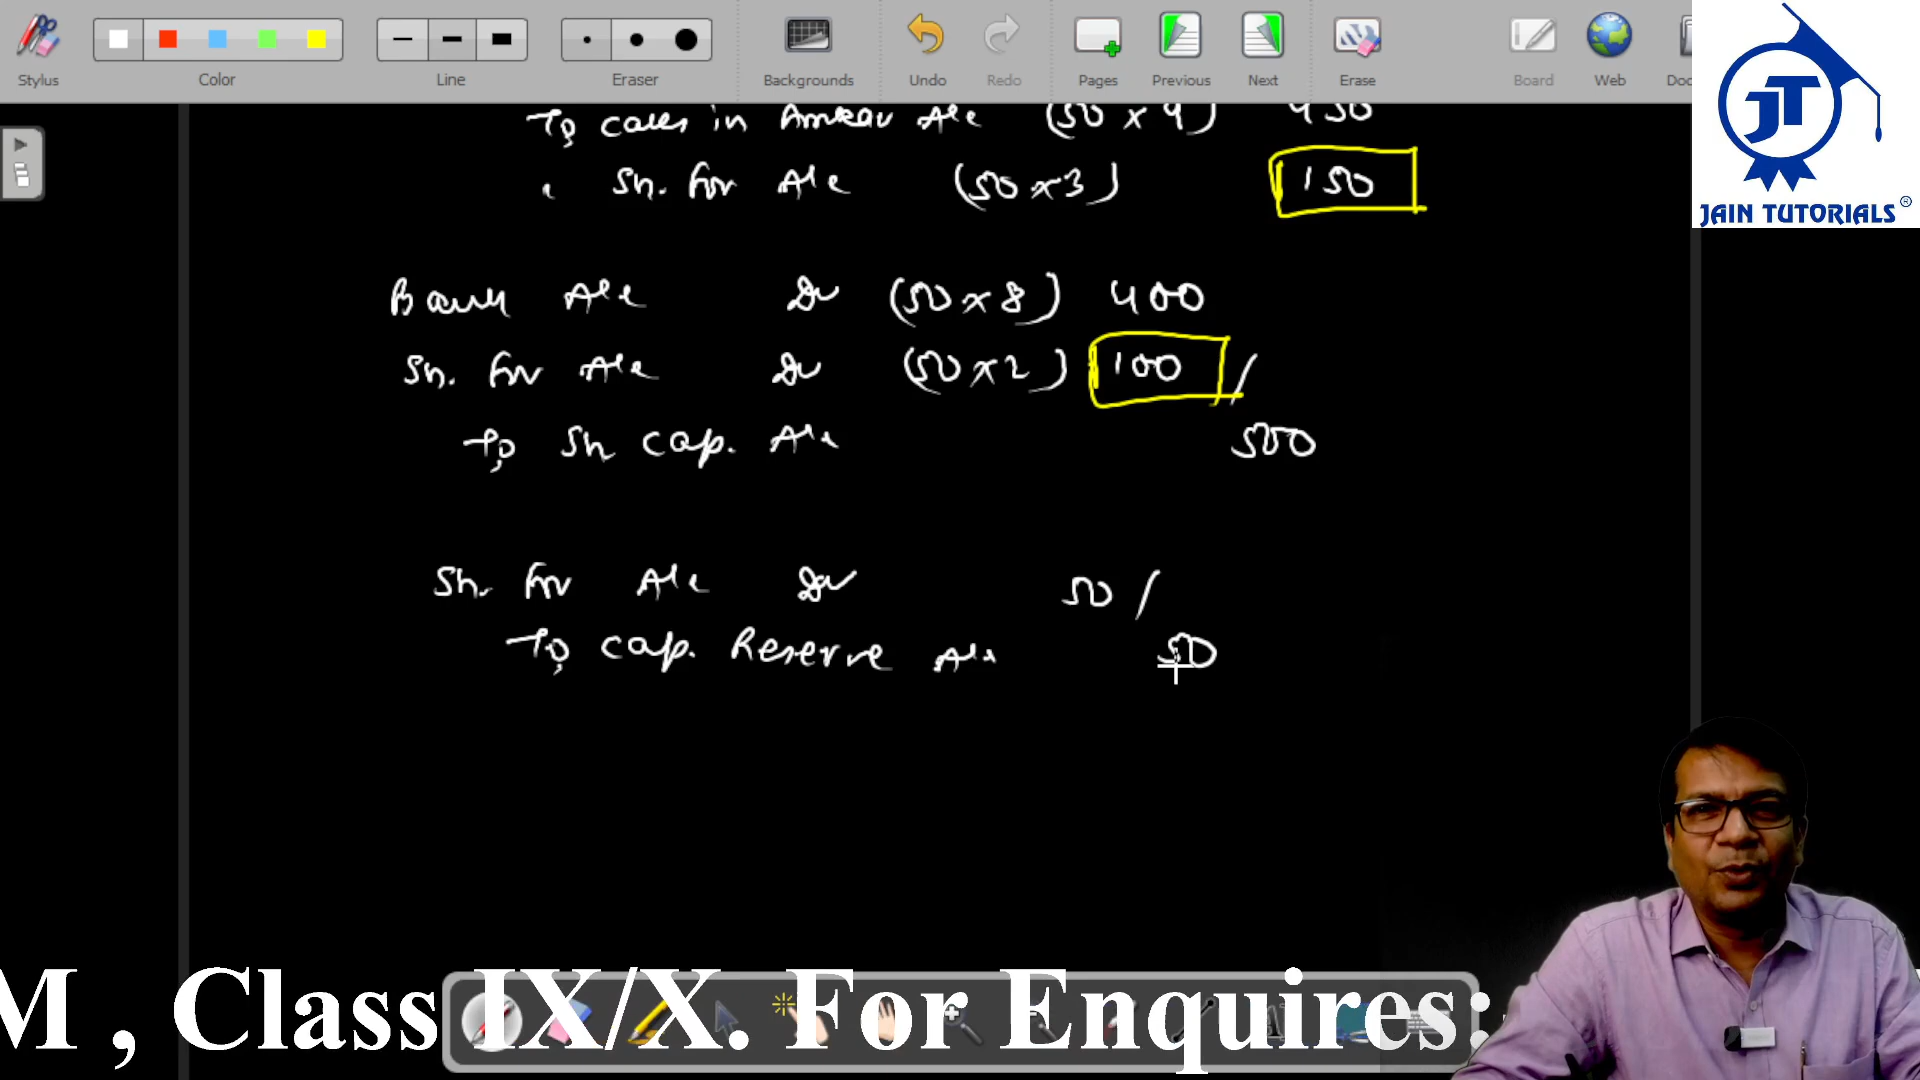 Stylus
Color
Line
Eraser
Backgrounds
Undo
Redo
Pages
Previous
Next
Erase
Board
Web
Doc
JT
JAIN TUTORIALS®
To calls in Arrear A/c (50 x 9) 450
" Sh. For A/c (50 x 3) 150
Bank A/c Dr (50 x 8) 400
Sh. For A/c Dr (50 x 2) 100 /
To Sh cap. A/c 500
Sh. For A/c Dr 50 /
To cap. Reserve A/c 50
M , Class IX/X. For Enquires: